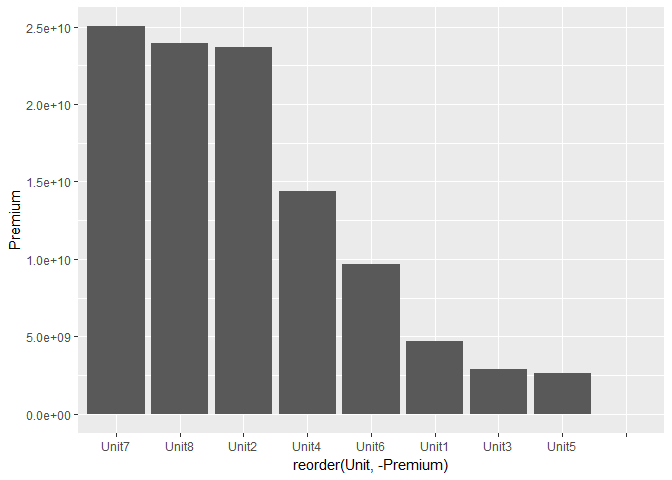 2.5e+10
2.0e+10
1.5e+10
1.0e+10
5.0e+09
0.0e+00
Premium
Unit7 Unit8 Unit2 Unit4 Unit6 Unit1 Unit3 Unit5
reorder(Unit, -Premium)